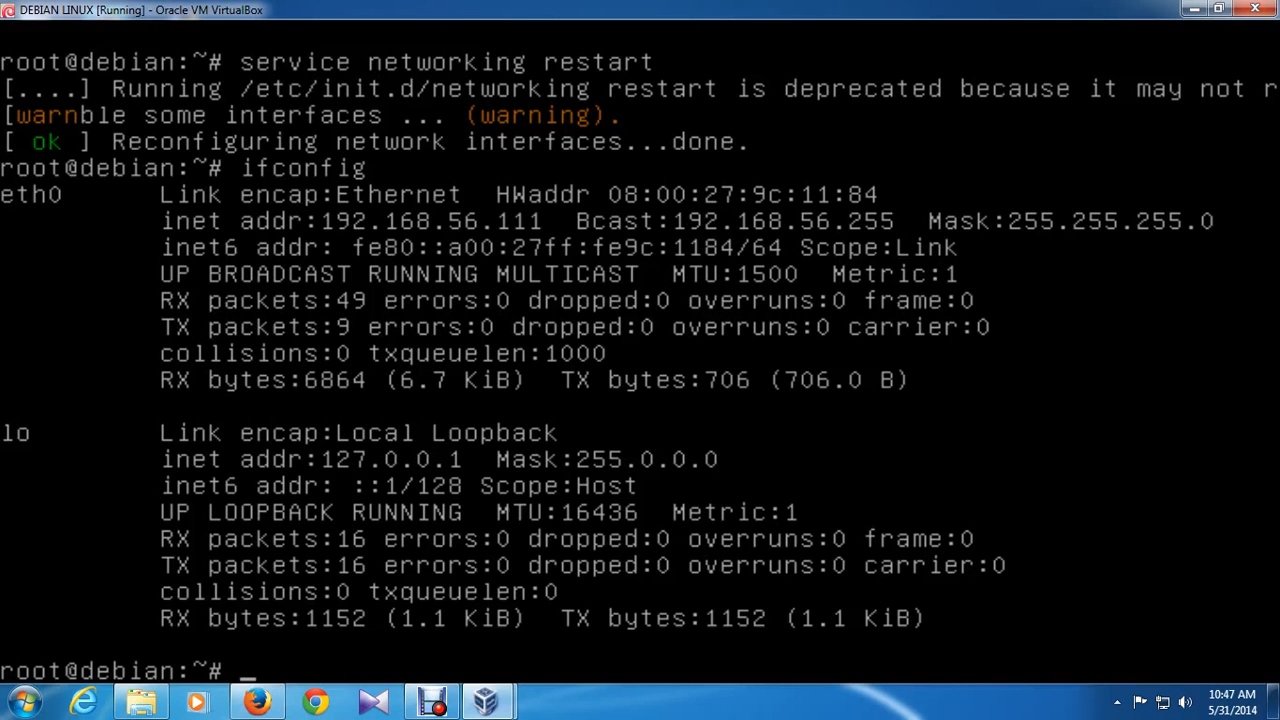 DEBIAN LINUX [Running] - Oracle VM VirtualBox
root@debian:~# service networking restart
[....] Running /etc/init.d/networking restart is deprecated because it may not r
[warnble some interfaces ... (warning).
[ ok ] Reconfiguring network interfaces...done.
root@debian:~# ifconfig
eth0 Link encap:Ethernet HWaddr 08:00:27:9c:11:84
inet addr:192.168.56.111 Bcast:192.168.56.255 Mask:255.255.255.0
inet6 addr: fe80::a00:27ff:fe9c:1184/64 Scope:Link
UP BROADCAST RUNNING MULTICAST MTU:1500 Metric:1
RX packets:49 errors:0 dropped:0 overruns:0 frame:0
TX packets:9 errors:0 dropped:0 overruns:0 carrier:0
collisions:0 txqueuelen:1000
RX bytes:6864 (6.7 KiB) TX bytes:706 (706.0 B)
lo Link encap:Local Loopback
inet addr:127.0.0.1 Mask:255.0.0.0
inet6 addr: ::1/128 Scope:Host
UP LOOPBACK RUNNING MTU:16436 Metric:1
RX packets:16 errors:0 dropped:0 overruns:0 frame:0
TX packets:16 errors:0 dropped:0 overruns:0 carrier:0
collisions:0 txqueuelen:0
RX bytes:1152 (1.1 KiB) TX bytes:1152 (1.1 KiB)
root@debian:~# _
10:47 AM
5/31/2014